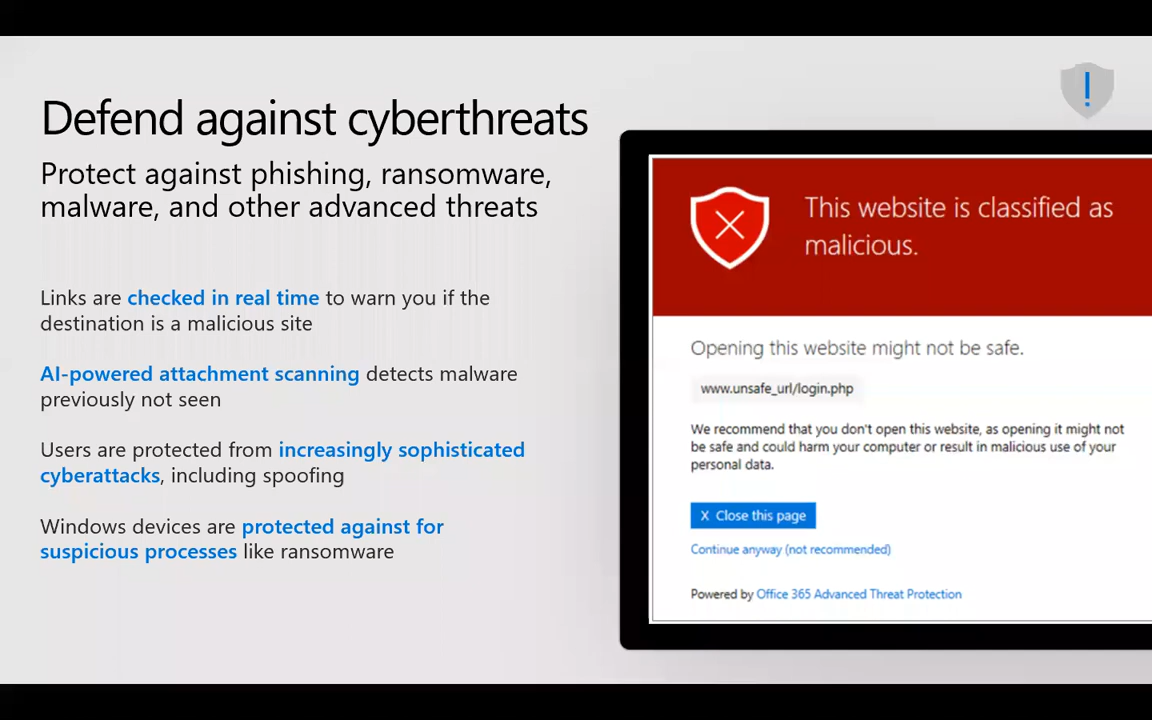 Defend against cyberthreats
Protect against phishing, ransomware,
malware, and other advanced threats
Links are checked in real time to warn you if the
destination is a malicious site
AI-powered attachment scanning detects malware
previously not seen
Users are protected from increasingly sophisticated
cyberattacks, including spoofing
Windows devices are protected against for
suspicious processes like ransomware
This website is classified as
malicious.
Opening this website might not be safe.
www.unsafe_url/login.php
We recommend that you don't open this website, as opening it might not
be safe and could harm your computer or result in malicious use of your
personal data.
X Close this page
Continue anyway (not recommended)
Powered by Office 365 Advanced Threat Protection